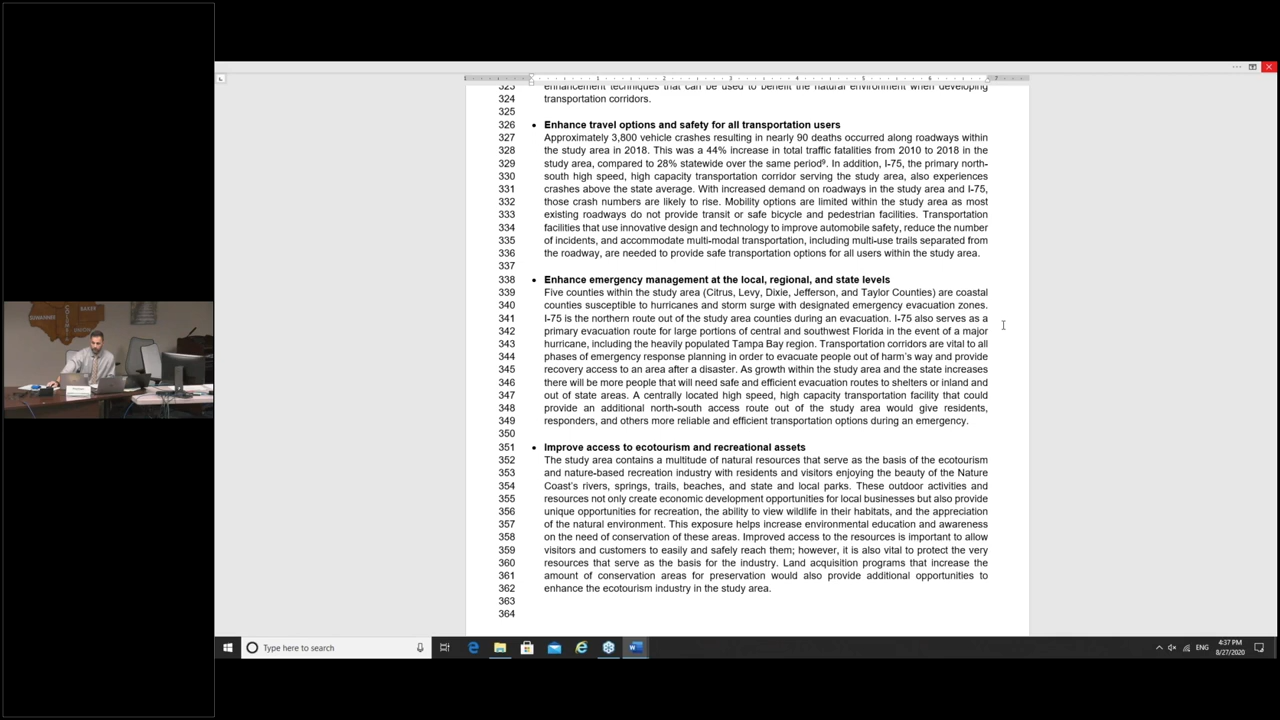 323 enhancement techniques that can be used to benefit the natural environment when developing
324 transportation corridors.
325
326 • Enhance travel options and safety for all transportation users
327 Approximately 3,800 vehicle crashes resulting in nearly 90 deaths occurred along roadways within
328 the study area in 2018. This was a 44% increase in total traffic fatalities from 2010 to 2018 in the
329 study area, compared to 28% statewide over the same period⁹. In addition, I-75, the primary north-
330 south high speed, high capacity transportation corridor serving the study area, also experiences
331 crashes above the state average. With increased demand on roadways in the study area and I-75,
332 those crash numbers are likely to rise. Mobility options are limited within the study area as most
333 existing roadways do not provide transit or safe bicycle and pedestrian facilities. Transportation
334 facilities that use innovative design and technology to improve automobile safety, reduce the number
335 of incidents, and accommodate multi-modal transportation, including multi-use trails separated from
336 the roadway, are needed to provide safe transportation options for all users within the study area.
337
338 • Enhance emergency management at the local, regional, and state levels
339 Five counties within the study area (Citrus, Levy, Dixie, Jefferson, and Taylor Counties) are coastal
340 counties susceptible to hurricanes and storm surge with designated emergency evacuation zones.
341 I-75 is the northern route out of the study area counties during an evacuation. I-75 also serves as a
342 primary evacuation route for large portions of central and southwest Florida in the event of a major
343 hurricane, including the heavily populated Tampa Bay region. Transportation corridors are vital to all
344 phases of emergency response planning in order to evacuate people out of harm's way and provide
345 recovery access to an area after a disaster. As growth within the study area and the state increases
346 there will be more people that will need safe and efficient evacuation routes to shelters or inland and
347 out of state areas. A centrally located high speed, high capacity transportation facility that could
348 provide an additional north-south access route out of the study area would give residents,
349 responders, and others more reliable and efficient transportation options during an emergency.
350
351 • Improve access to ecotourism and recreational assets
352 The study area contains a multitude of natural resources that serve as the basis of the ecotourism
353 and nature-based recreation industry with residents and visitors enjoying the beauty of the Nature
354 Coast's rivers, springs, trails, beaches, and state and local parks. These outdoor activities and
355 resources not only create economic development opportunities for local businesses but also provide
356 unique opportunities for recreation, the ability to view wildlife in their habitats, and the appreciation
357 of the natural environment. This exposure helps increase environmental education and awareness
358 on the need of conservation of these areas. Improved access to the resources is important to allow
359 visitors and customers to easily and safely reach them; however, it is also vital to protect the very
360 resources that serve as the basis for the industry. Land acquisition programs that increase the
361 amount of conservation areas for preservation would also provide additional opportunities to
362 enhance the ecotourism industry in the study area.
363
364
Type here to search
ENG
4:37 PM
8/27/2020